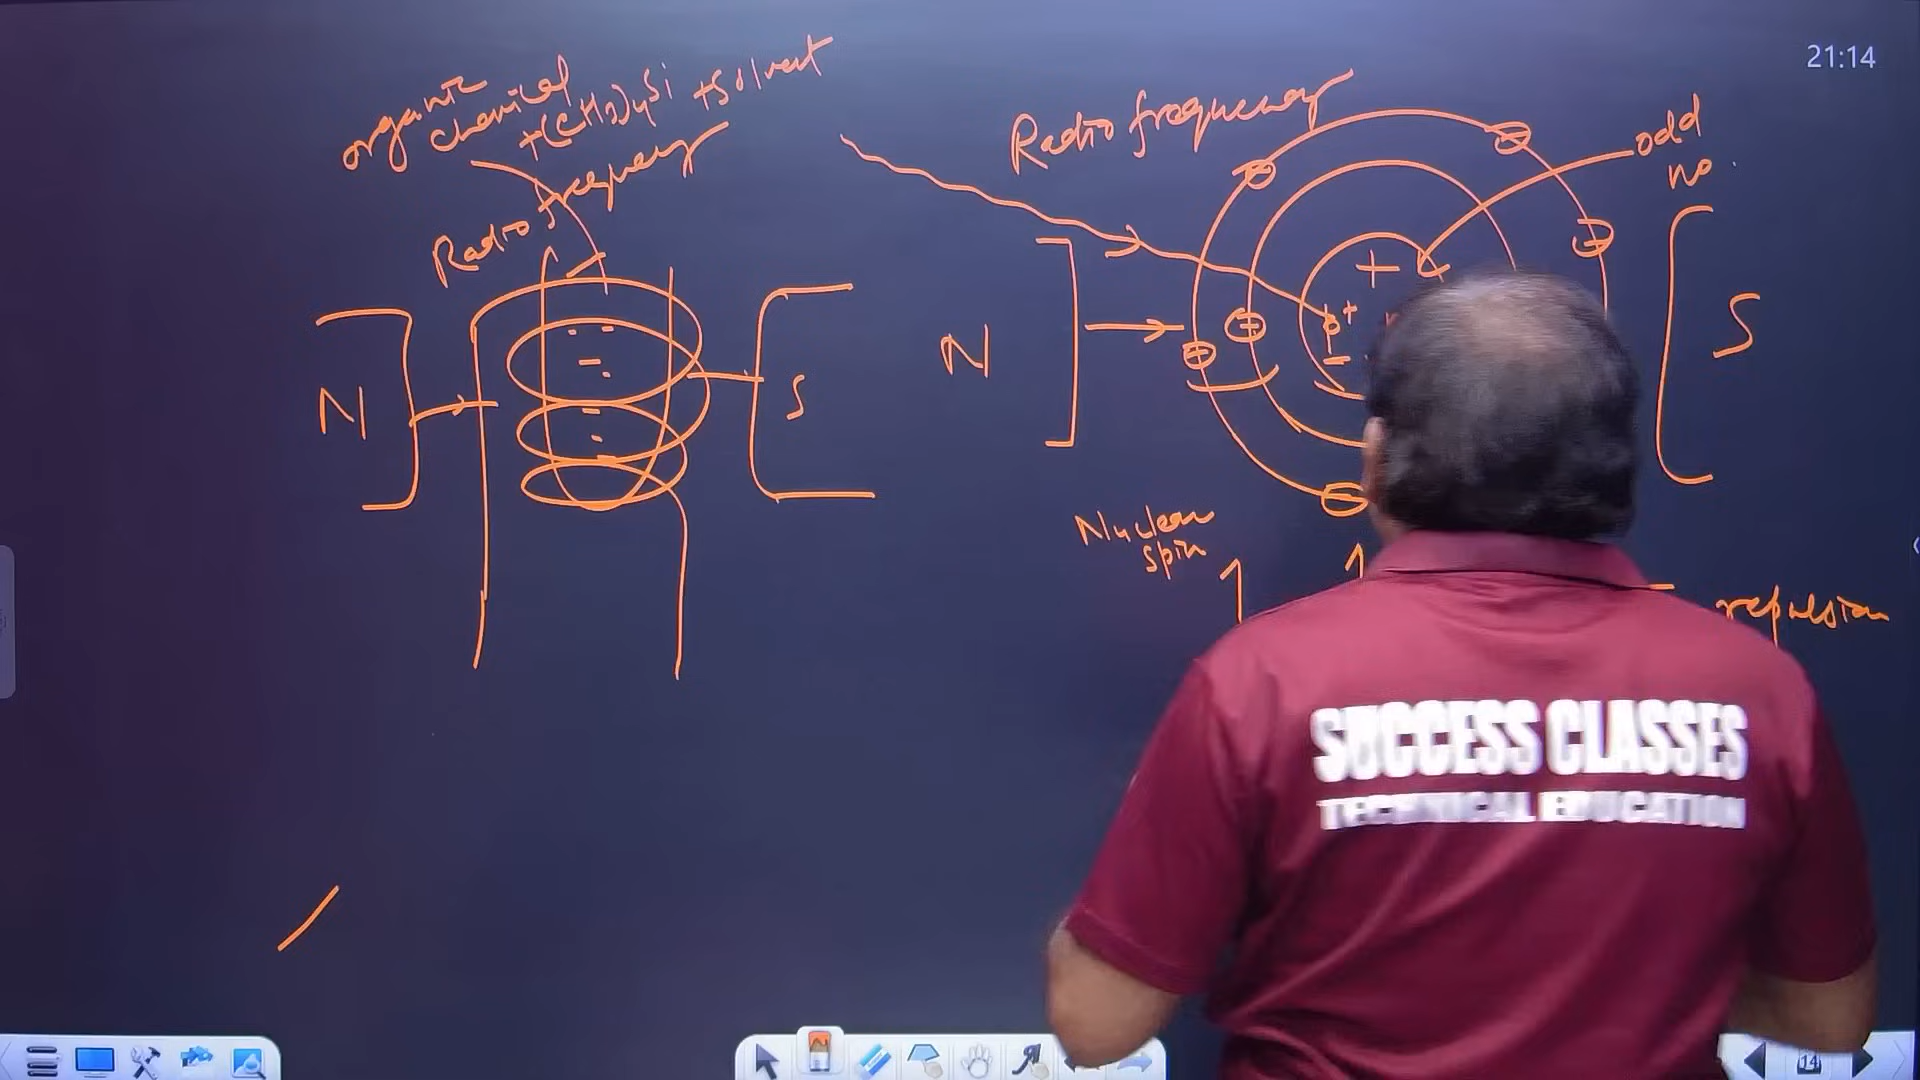 21:14
organic
chemical
+(CH3)4Si +Solvent
Radio frequency
N
S
Radio frequency
odd
no.
N
S
+
p+
Nuclear
spin
repulsion
SUCCESS CLASSES
TECHNICAL EDUCATION
14